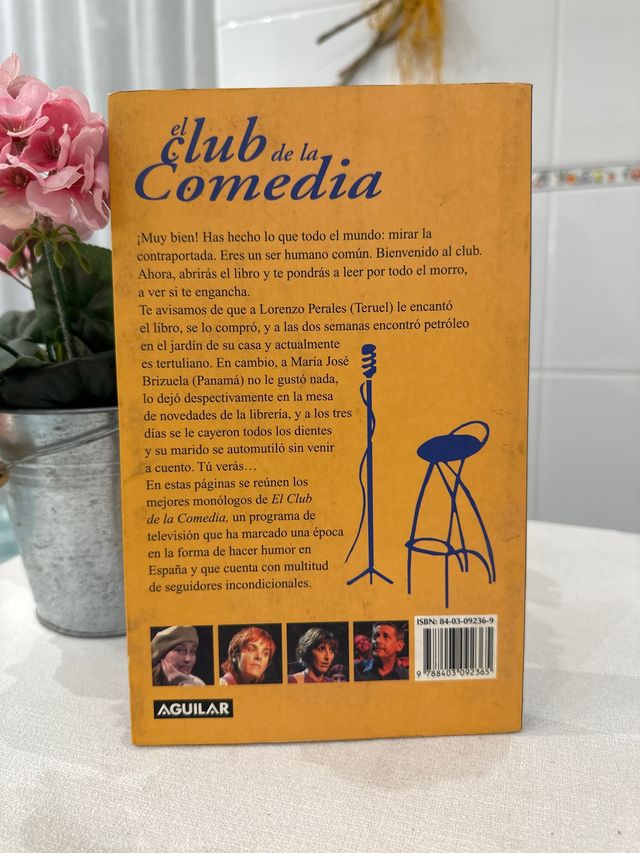 el
club de la
Comedia
¡Muy bien! Has hecho lo que todo el mundo: mirar la
contraportada. Eres un ser humano común. Bienvenido al club.
Ahora, abrirás el libro y te pondrás a leer por todo el morro,
a ver si te engancha.
Te avisamos de que a Lorenzo Perales (Teruel) le encantó
el libro, se lo compró, y a las dos semanas encontró petróleo
en el jardín de su casa y actualmente
es tertuliano. En cambio, a María José
Brizuela (Panamá) no le gustó nada,
lo dejó despectivamente en la mesa
de novedades de la librería, y a los tres
días se le cayeron todos los dientes
y su marido se automutiló sin venir
a cuento. Tú verás…
En estas páginas se reúnen los
mejores monólogos de El Club
de la Comedia, un programa de
televisión que ha marcado una época
en la forma de hacer humor en
España y que cuenta con multitud
de seguidores incondicionales.
ISBN: 84-03-09236-9
9 788403 092365
AGUILAR